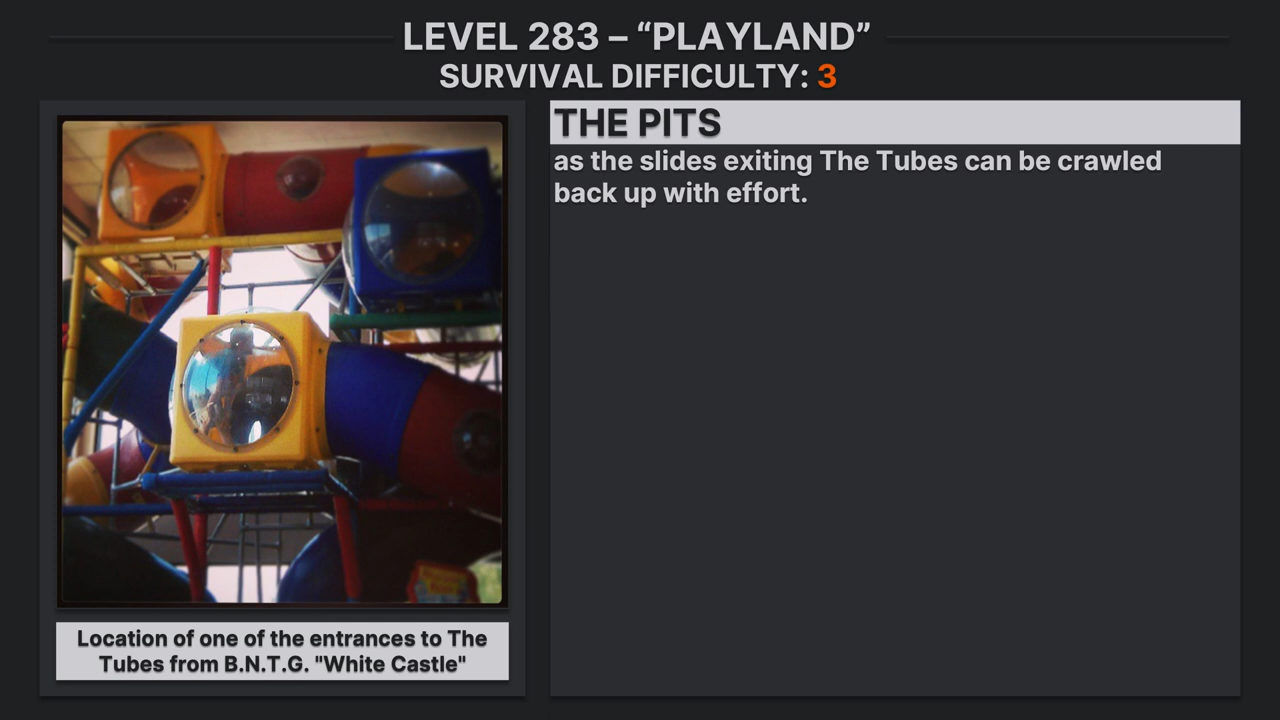 LEVEL 283 – “PLAYLAND”
SURVIVAL DIFFICULTY: 3
THE PITS
as the slides exiting The Tubes can be crawled
back up with effort.
Location of one of the entrances to The
Tubes from B.N.T.G. "White Castle"